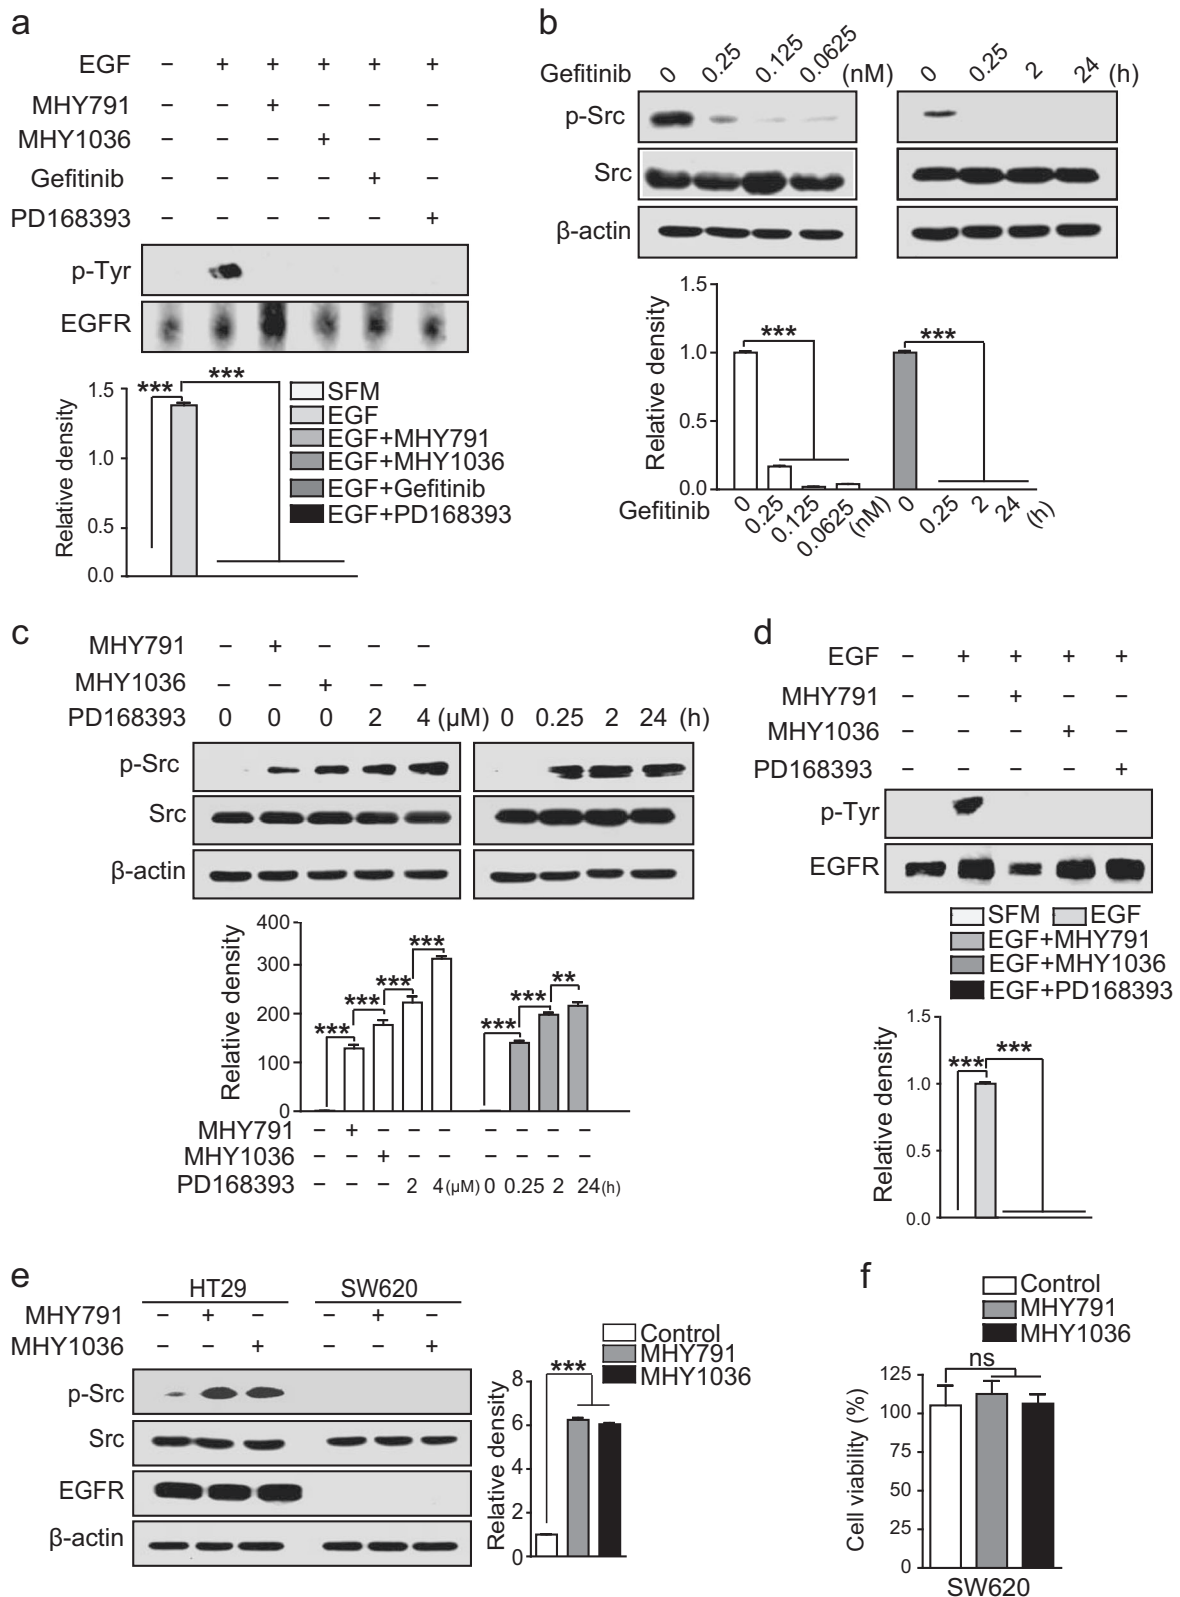 a
EGF – + + + + +
MHY791 – – + – – –
MHY1036 – – – + – –
Gefitinib – – – – + –
PD168393 – – – – – +
p-Tyr
EGFR
1.5
1.0
0.5
0.0
Relative density
*** ***
SFM
EGF
EGF+MHY791
EGF+MHY1036
EGF+Gefitinib
EGF+PD168393
b
Gefitinib 0 0.25 0.125 0.0625 (nM) 0 0.25 2 24 (h)
p-Src
Src
β-actin
1.5
1.0
0.5
0.0
Relative density
*** ***
Gefitinib 0 0.25 0.125 0.0625 (nM) 0 0.25 2 24 (h)
c
MHY791 – + – – –
MHY1036 – – + – –
PD168393 0 0 0 2 4 (µM) 0 0.25 2 24 (h)
p-Src
Src
β-actin
400
300
200
100
0
Relative density
*** *** *** *** *** *** **
MHY791 – + – – – – – – –
MHY1036 – – + – – – – – –
PD168393 – – – 2 4 (µM) 0 0.25 2 24 (h)
d
EGF – + + + +
MHY791 – – + – –
MHY1036 – – – + –
PD168393 – – – – +
p-Tyr
EGFR
SFM EGF
EGF+MHY791
EGF+MHY1036
EGF+PD168393
1.5
1.0
0.5
0.0
Relative density
*** ***
e
HT29 SW620
MHY791 – + – – + –
MHY1036 – – + – – +
p-Src
Src
EGFR
β-actin
Control
MHY791
MHY1036
8
6
4
2
0
Relative density
***
f
Control
MHY791
MHY1036
125
100
75
50
25
0
Cell viability (%)
ns
SW620